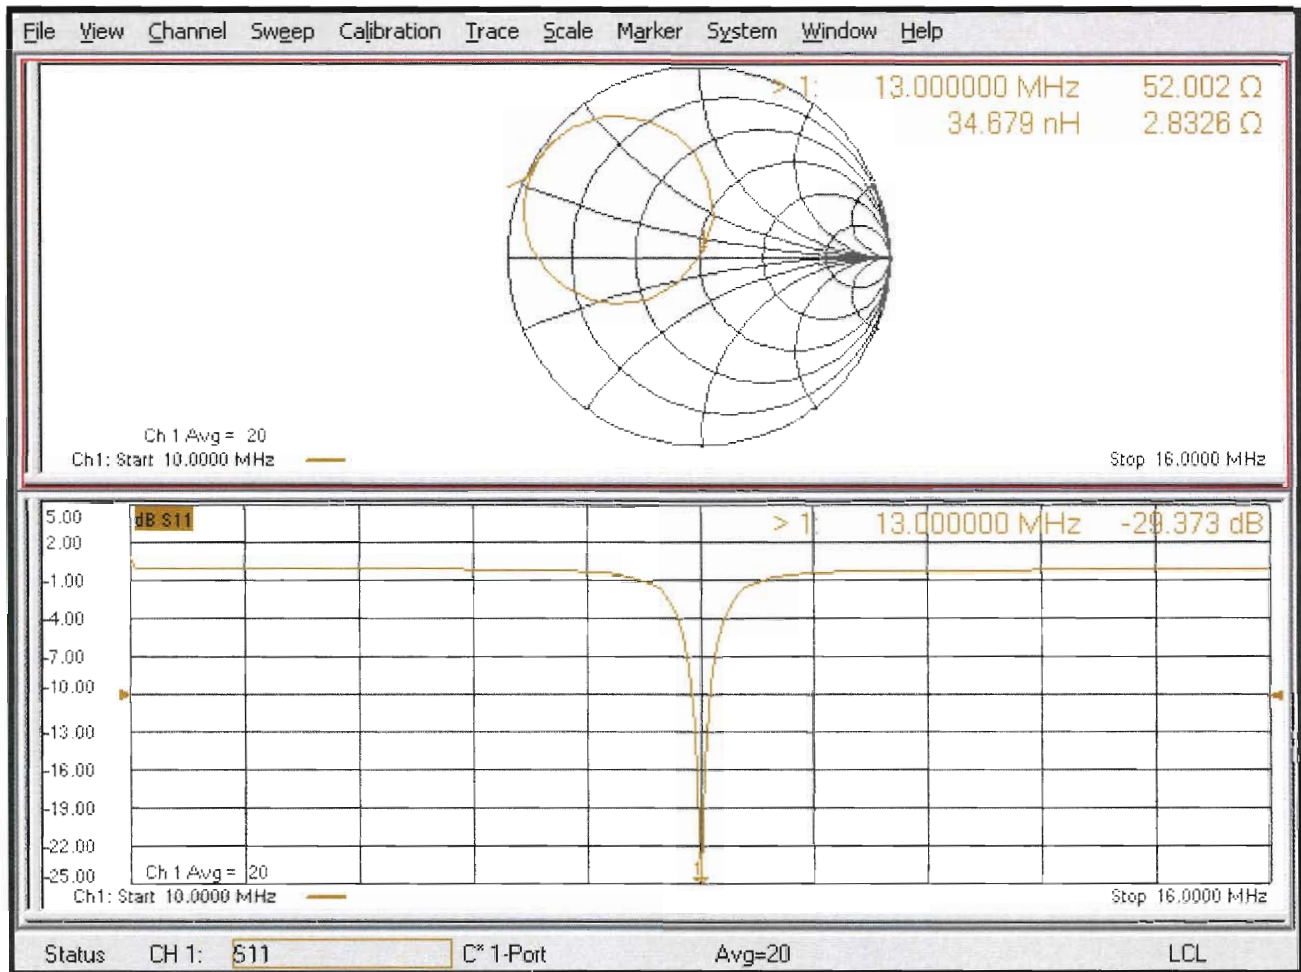 File View Channel Sweep Calibration Trace Scale Marker System Window Help
> 1: 13.000000 MHz 52.002 Ω
34.679 nH 2.8326 Ω
Ch 1 Avg = 20
Ch1: Start 10.0000 MHz
Stop 16.0000 MHz
5.00
dB S11
> 1: 13.000000 MHz -29.373 dB
2.00
-1.00
-4.00
-7.00
-10.00
-13.00
-16.00
-19.00
-22.00
-25.00
1
Ch 1 Avg = 20
Ch1: Start 10.0000 MHz
Stop 16.0000 MHz
Status CH 1: S11 C* 1-Port Avg=20 LCL